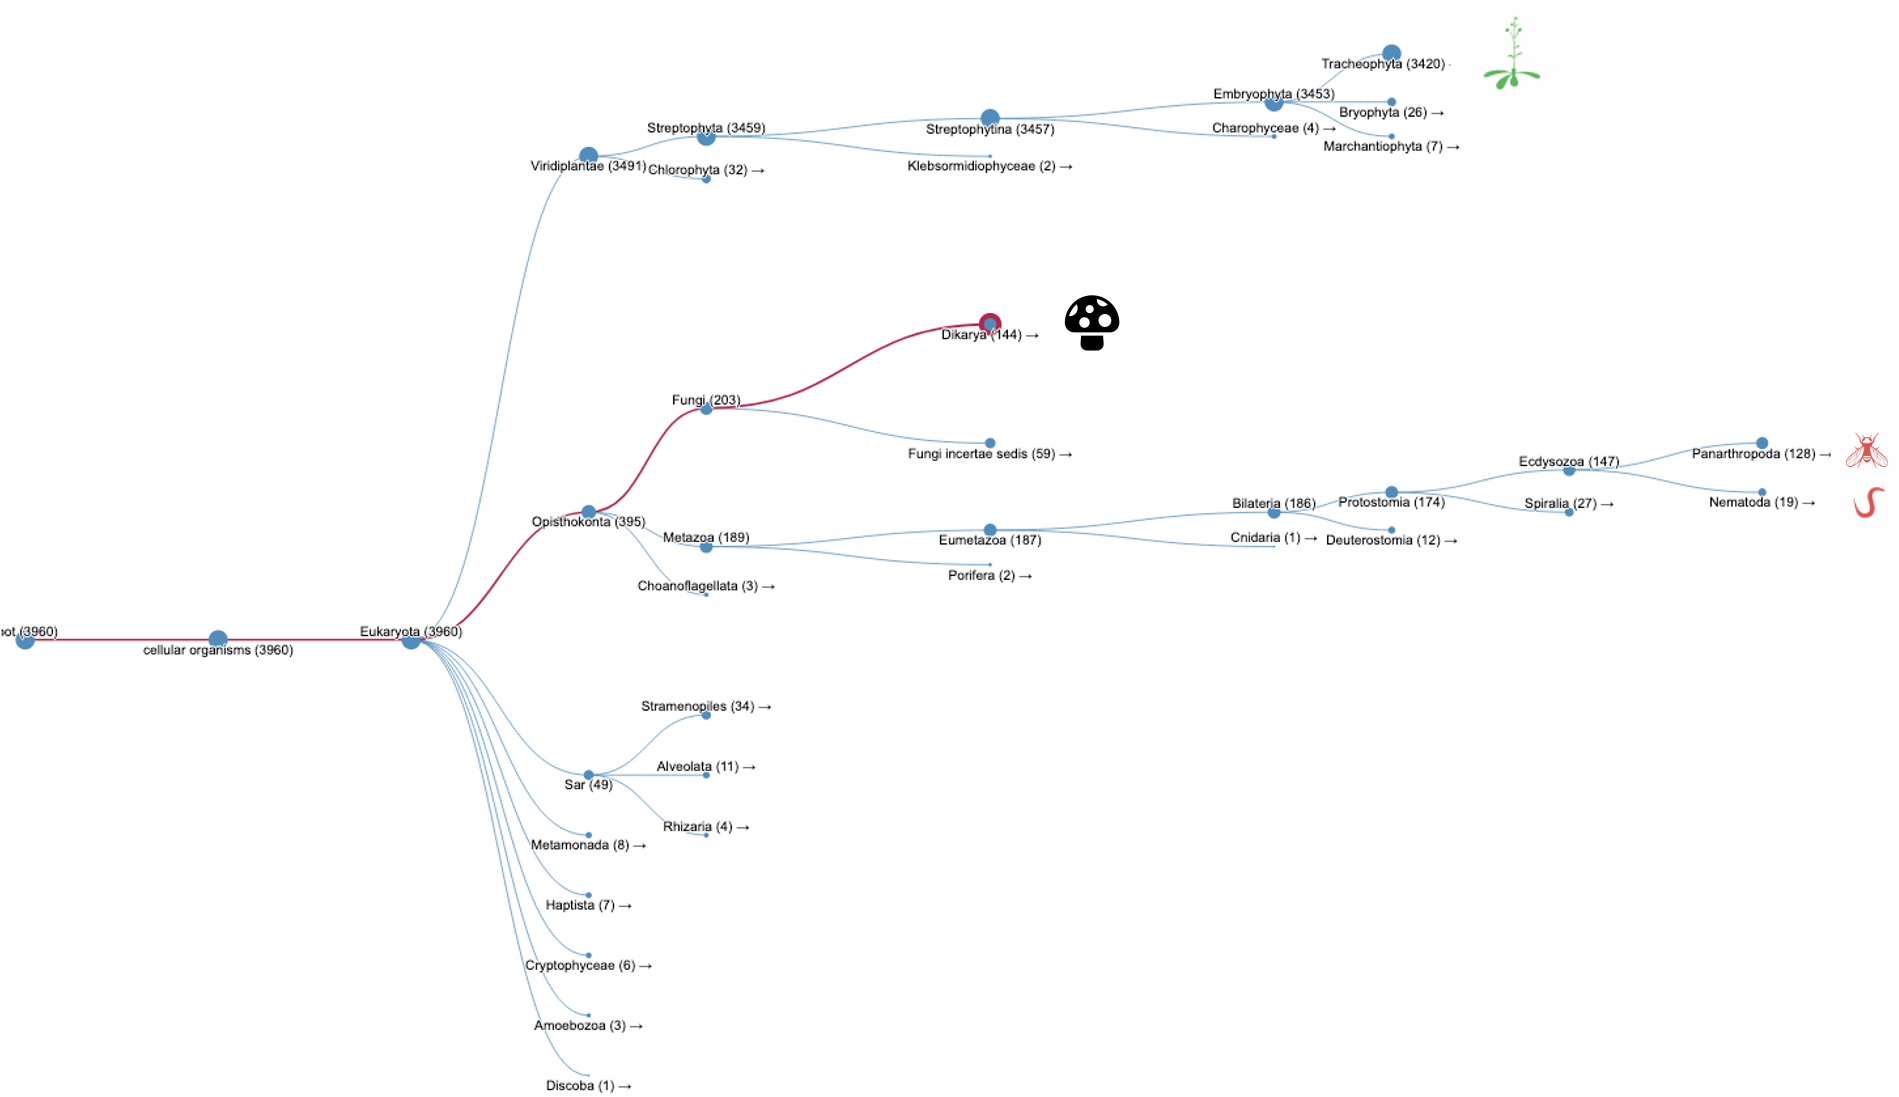 Tracheophyta (3420)
Embryophyta (3453)
Bryophyta (26) →
Streptophyta (3459)
Streptophytina (3457)
Charophyceae (4) →
Marchantiophyta (7) →
Viridiplantae (3491)
Chlorophyta (32) →
Klebsormidiophyceae (2) →
Dikarya (144) →
Fungi (203)
Fungi incertae sedis (59) →
Panarthropoda (128) →
Ecdysozoa (147)
Nematoda (19) →
Bilateria (186)
Protostomia (174)
Spiralia (27) →
Opisthokonta (395)
Metazoa (189)
Eumetazoa (187)
Cnidaria (1) →
Deuterostomia (12) →
Porifera (2) →
Choanoflagellata (3) →
ot (3960)
Eukaryota (3960)
cellular organisms (3960)
Stramenopiles (34) →
Alveolata (11) →
Sar (49)
Rhizaria (4) →
Metamonada (8) →
Haptista (7) →
Cryptophyceae (6) →
Amoebozoa (3) →
Discoba (1) →